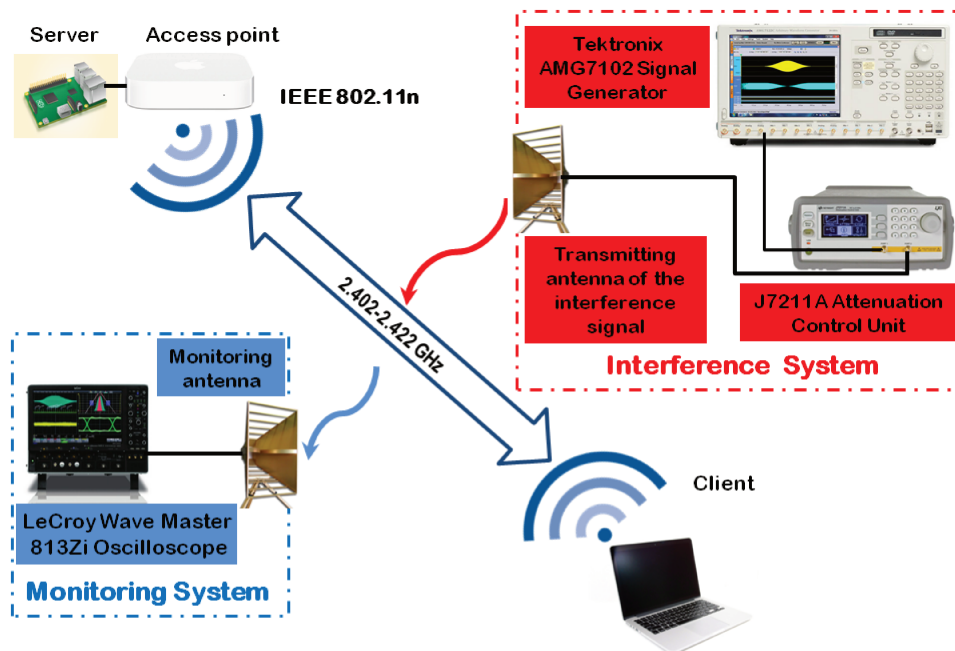 Server
Access point
IEEE 802.11n
Tektronix
AMG7102 Signal
Generator
Tektronix
Transmitting
antenna of the
interference
signal
J7211A Attenuation
Control Unit
Interference System
2.402-2.422 GHz
Monitoring
antenna
LeCroy Wave Master
813Zi Oscilloscope
Monitoring System
Client